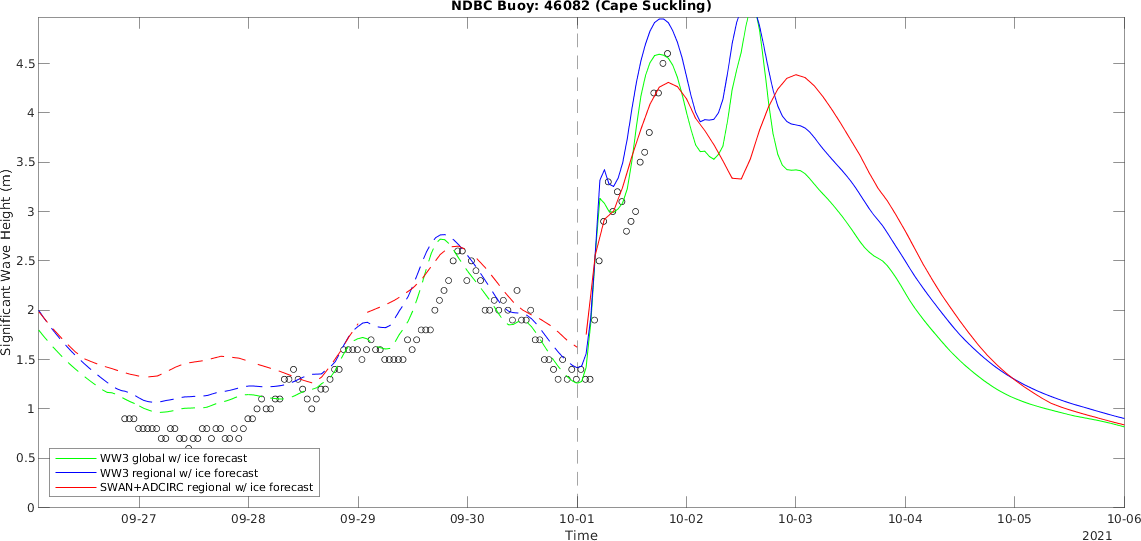 NDBC Buoy: 46082 (Cape Suckling)
Significant Wave Height (m)
4.5
4
3.5
3
2.5
2
1.5
1
0.5
0
WW3 global w/ ice forecast
WW3 regional w/ ice forecast
SWAN+ADCIRC regional w/ ice forecast
09-27 09-28 09-29 09-30 10-01 10-02 10-03 10-04 10-05 10-06
Time
2021